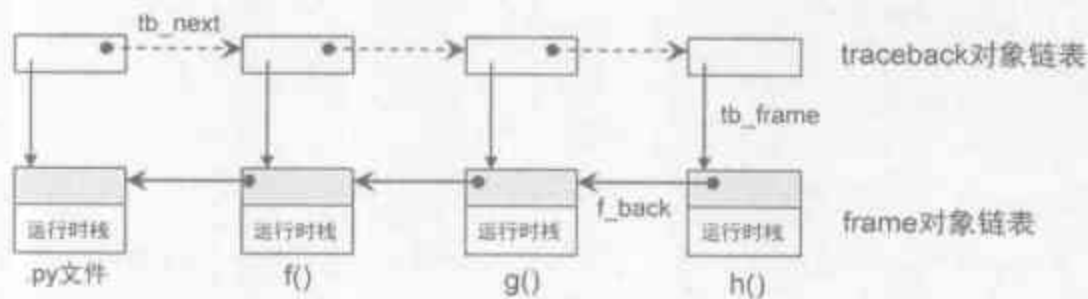 tb_next
traceback对象链表
tb_frame
运行时栈
运行时栈
运行时栈
f_back
运行时栈
frame对象链表
.py文件
f()
g()
h()